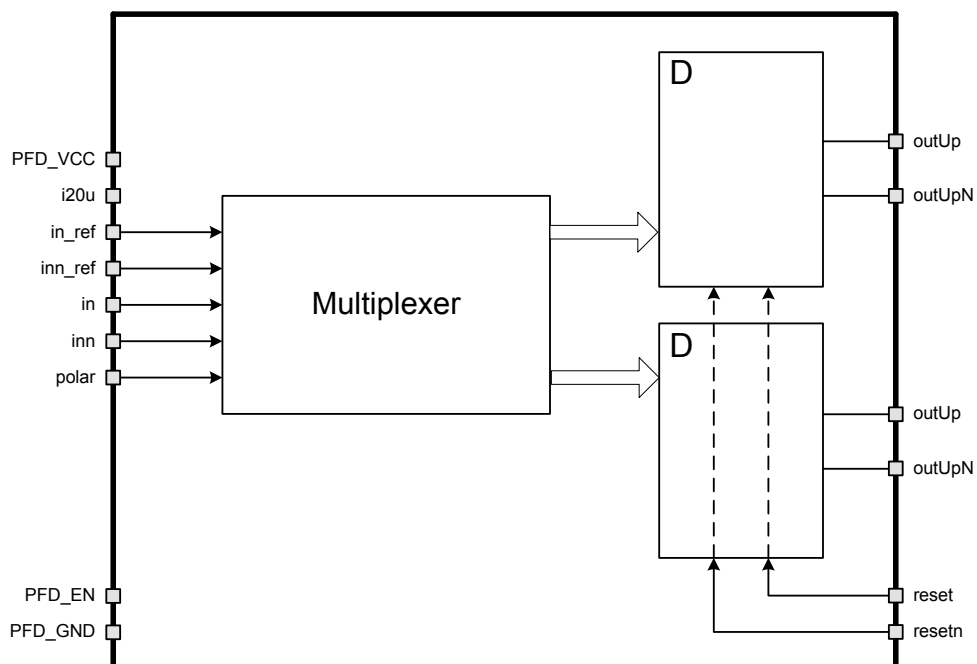 D
outUp
PFD_VCC
i20u
outUpN
in_ref
inn_ref
in
Multiplexer
inn
D
polar
outUp
outUpN
PFD_EN
reset
PFD_GND
resetn